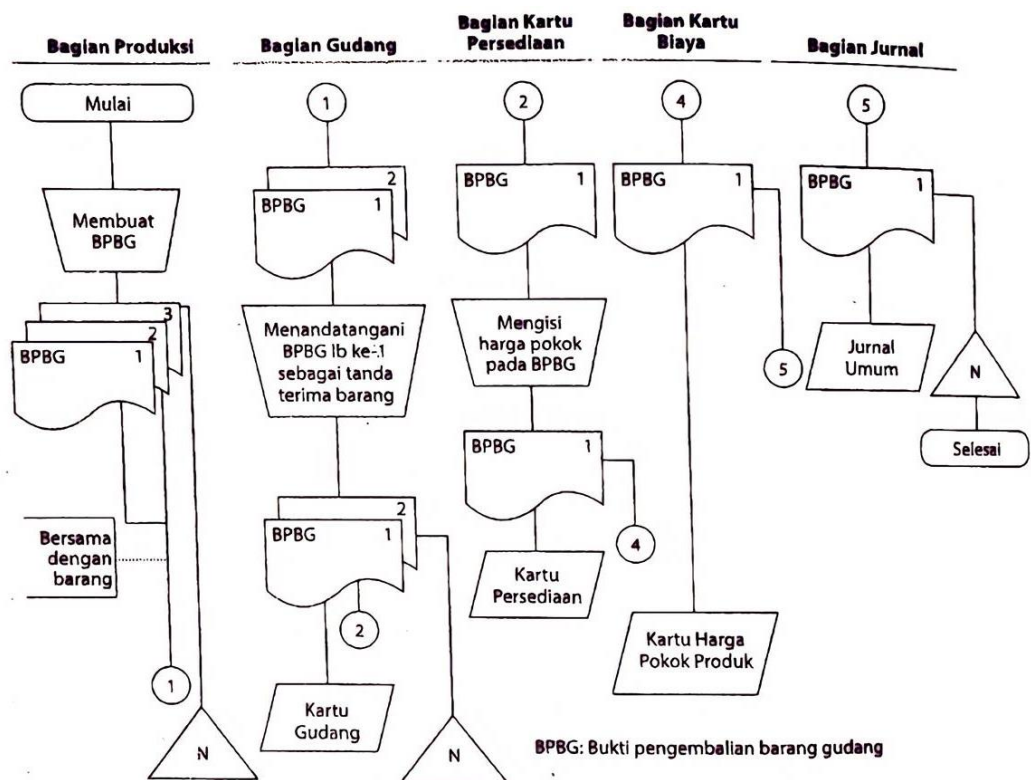 Bagian Produksi
Bagian Gudang
Bagian Kartu
Persediaan
Bagian Kartu
Biaya
Bagian Jurnal
Mulai
Membuat
BPBG
3
2
BPBG 1
Bersama
dengan
barang
1
N
1
2
BPBG 1
Menandatangani
BPBG lb ke-1
sebagai tanda
terima barang
2
BPBG 1
2
Kartu
Gudang
N
2
BPBG 1
Mengisi
harga pokok
pada BPBG
BPBG 1
4
Kartu
Persediaan
4
BPBG 1
5
Kartu Harga
Pokok Produk
5
BPBG 1
Jurnal
Umum
N
Selesai
BPBG: Bukti pengembalian barang gudang